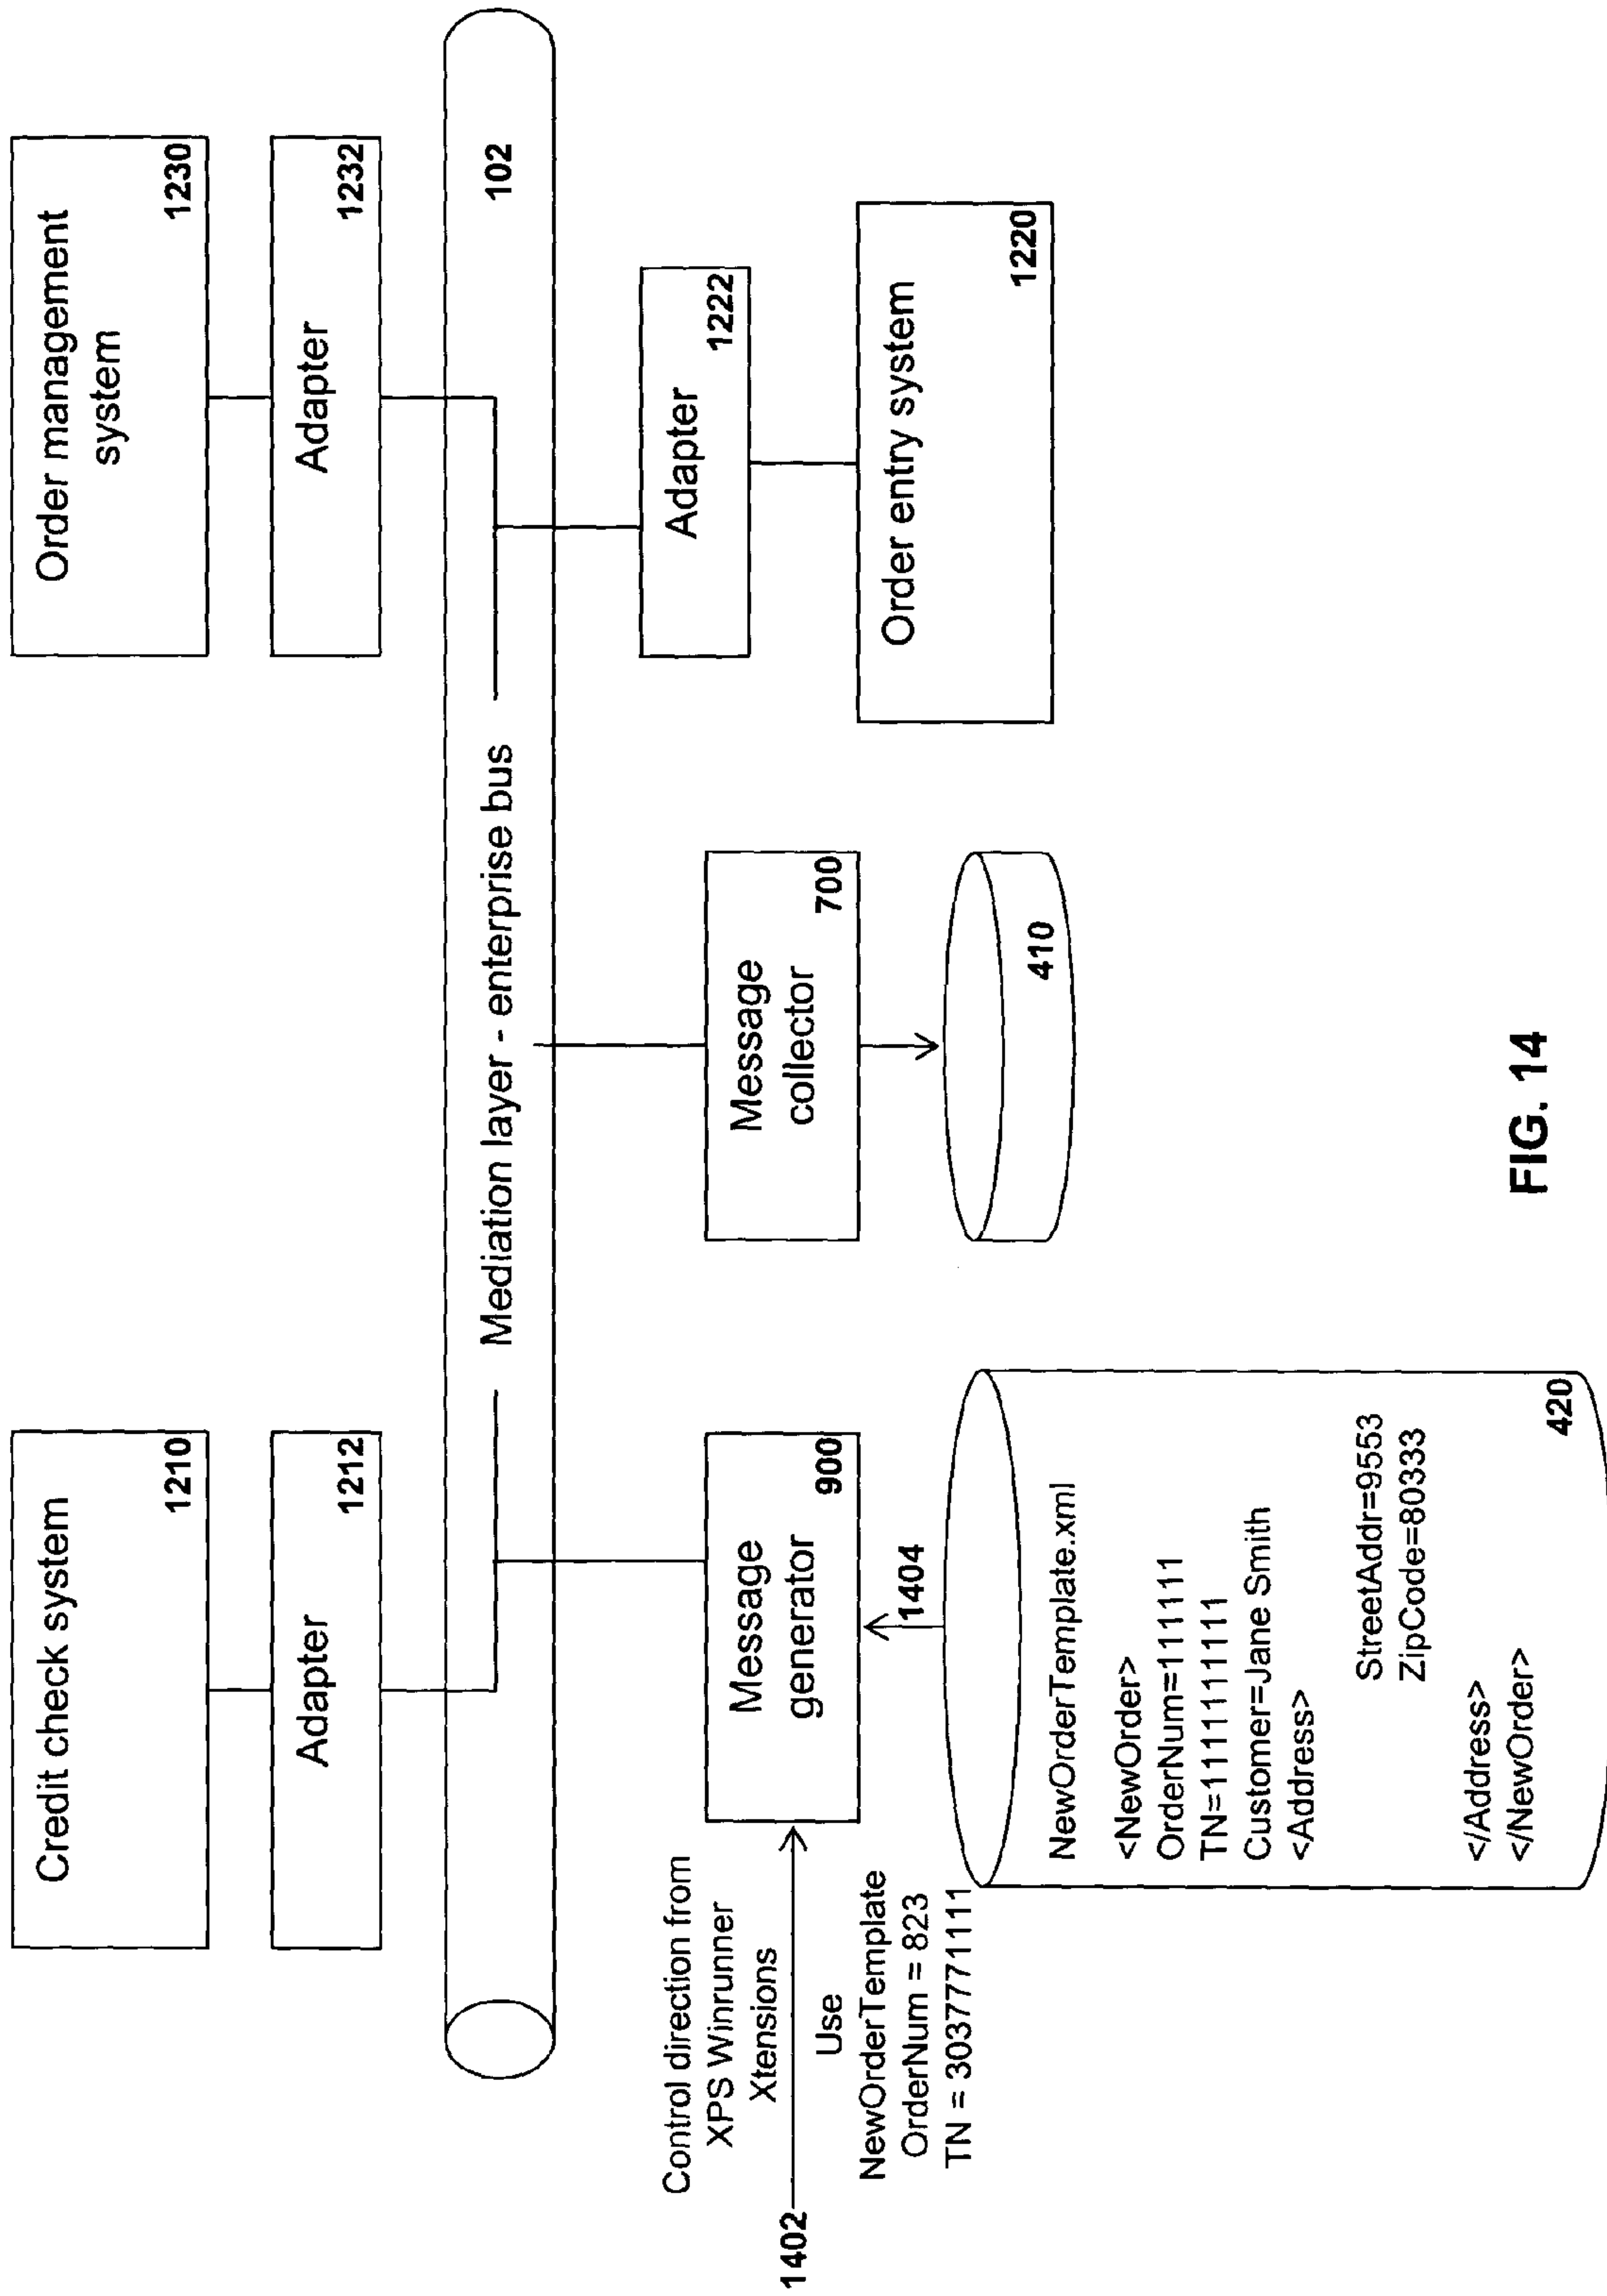 Credit check system
1210
Order management
system
1230
Adapter
1212
Adapter
1232
Mediation layer - enterprise bus
102
Control direction from
XPS Winrunner
Xtensions
1402
Use
NewOrderTemplate
OrderNum = 823
TN = 3037771111
Message
generator
900
Message
collector
700
Adapter
1222
1404
410
Order entry system
1220
NewOrderTemplate.xml
<NewOrder>
OrderNum=111111
TN=1111111111
Customer=Jane Smith
<Address>
StreetAddr=9553
ZipCode=80333
</Address>
</NewOrder>
420
FIG. 14